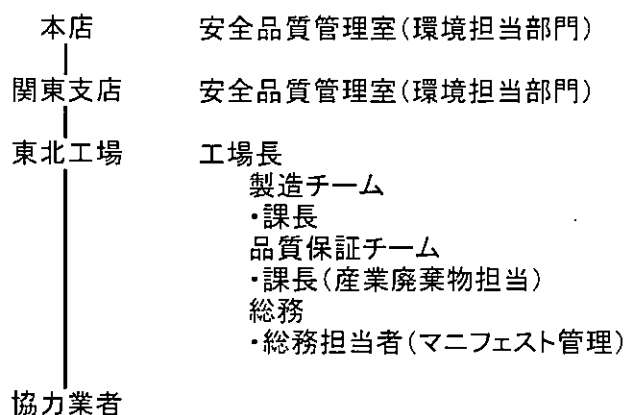 本店 安全品質管理室(環境担当部門)
関東支店 安全品質管理室(環境担当部門)
東北工場 工場長
製造チーム
・課長
品質保証チーム
・課長(産業廃棄物担当)
総務
・総務担当者(マニフェスト管理)
協力業者